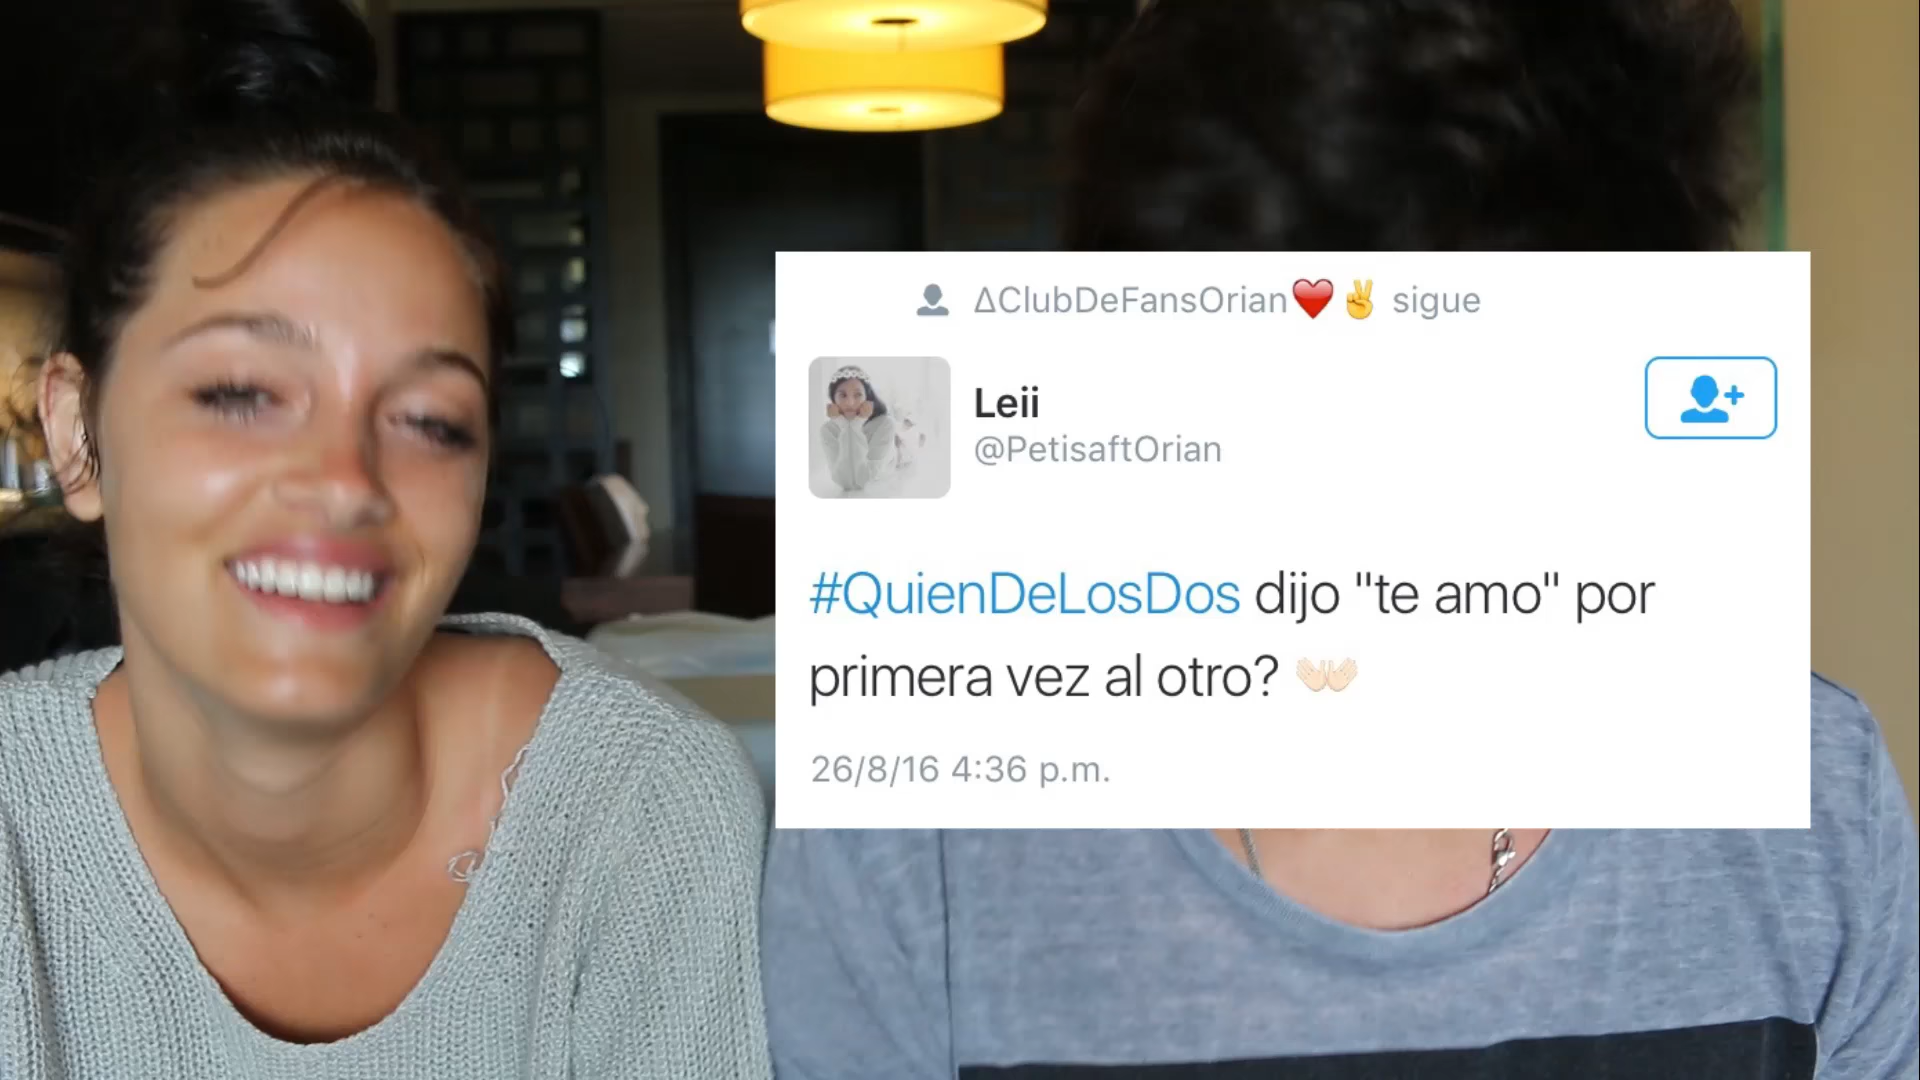 ΔClubDeFansOrian❤️✌️ sigue
Leii
@PetisaftOrian
#QuienDeLosDos dijo "te amo" por
primera vez al otro? 👐🏻
26/8/16 4:36 p.m.